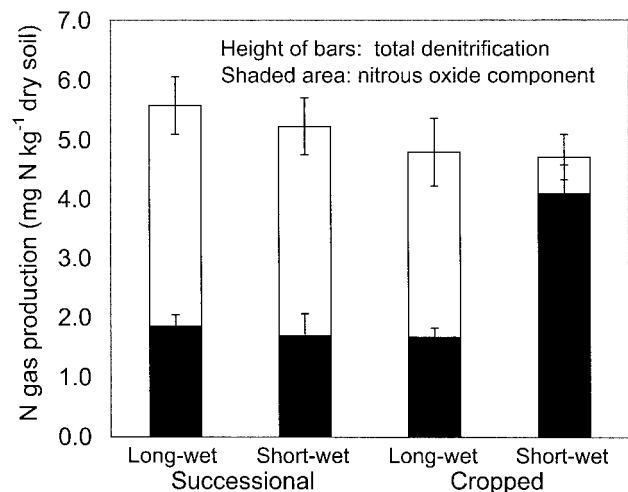 N gas production (mg N kg⁻¹ dry soil)
7.0
6.0
5.0
4.0
3.0
2.0
1.0
0.0
Height of bars: total denitrification
Shaded area: nitrous oxide component
Long-wet Short-wet Long-wet Short-wet
Successional Cropped